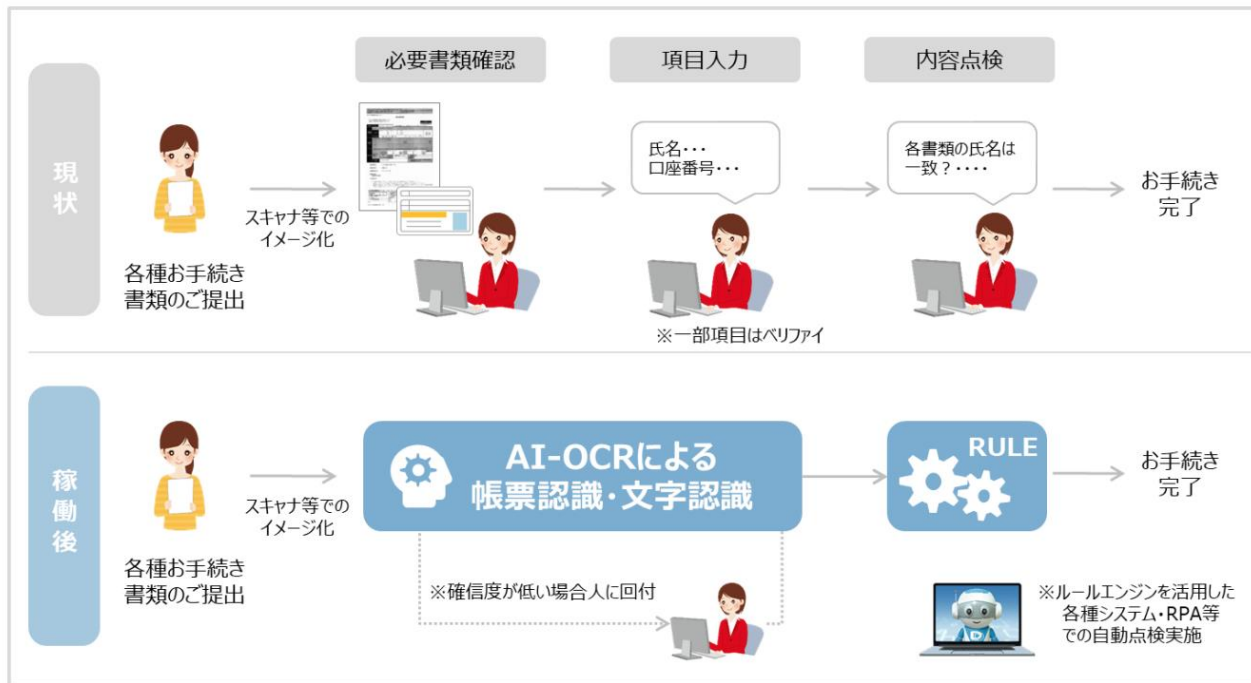 現状
必要書類確認
項目入力
内容点検
氏名・・・
口座番号・・・
各書類の氏名は
一致？・・・・
スキャナ等での
イメージ化
お手続き
完了
各種お手続き
書類のご提出
※一部項目はベリファイ
稼働後
AI-OCRによる
帳票認識・文字認識
RULE
スキャナ等での
イメージ化
お手続き
完了
各種お手続き
書類のご提出
※確信度が低い場合人に回付
※ルールエンジンを活用した
各種システム・RPA等
での自動点検実施
D